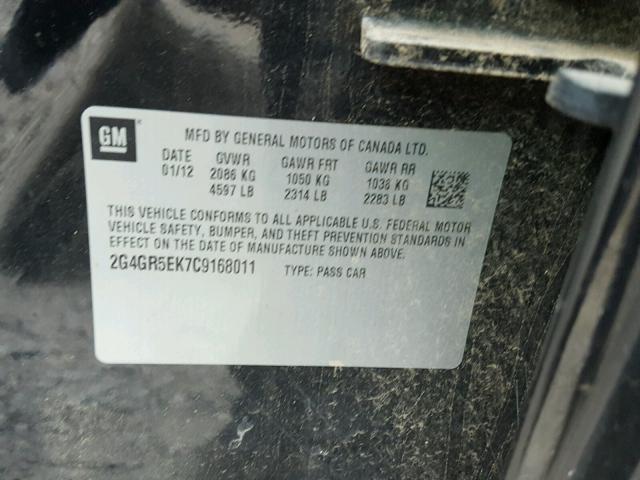 GM
MFD BY GENERAL MOTORS OF CANADA LTD.
DATE GVWR GAWR FRT GAWR RR
01/12 2086 KG 1050 KG 1036 KG
4597 LB 2314 LB 2283 LB
THIS VEHICLE CONFORMS TO ALL APPLICABLE U.S. FEDERAL MOTOR
VEHICLE SAFETY, BUMPER, AND THEFT PREVENTION STANDARDS IN
EFFECT ON THE DATE OF MANUFACTURE SHOWN ABOVE.
2G4GR5EK7C9168011 TYPE: PASS CAR